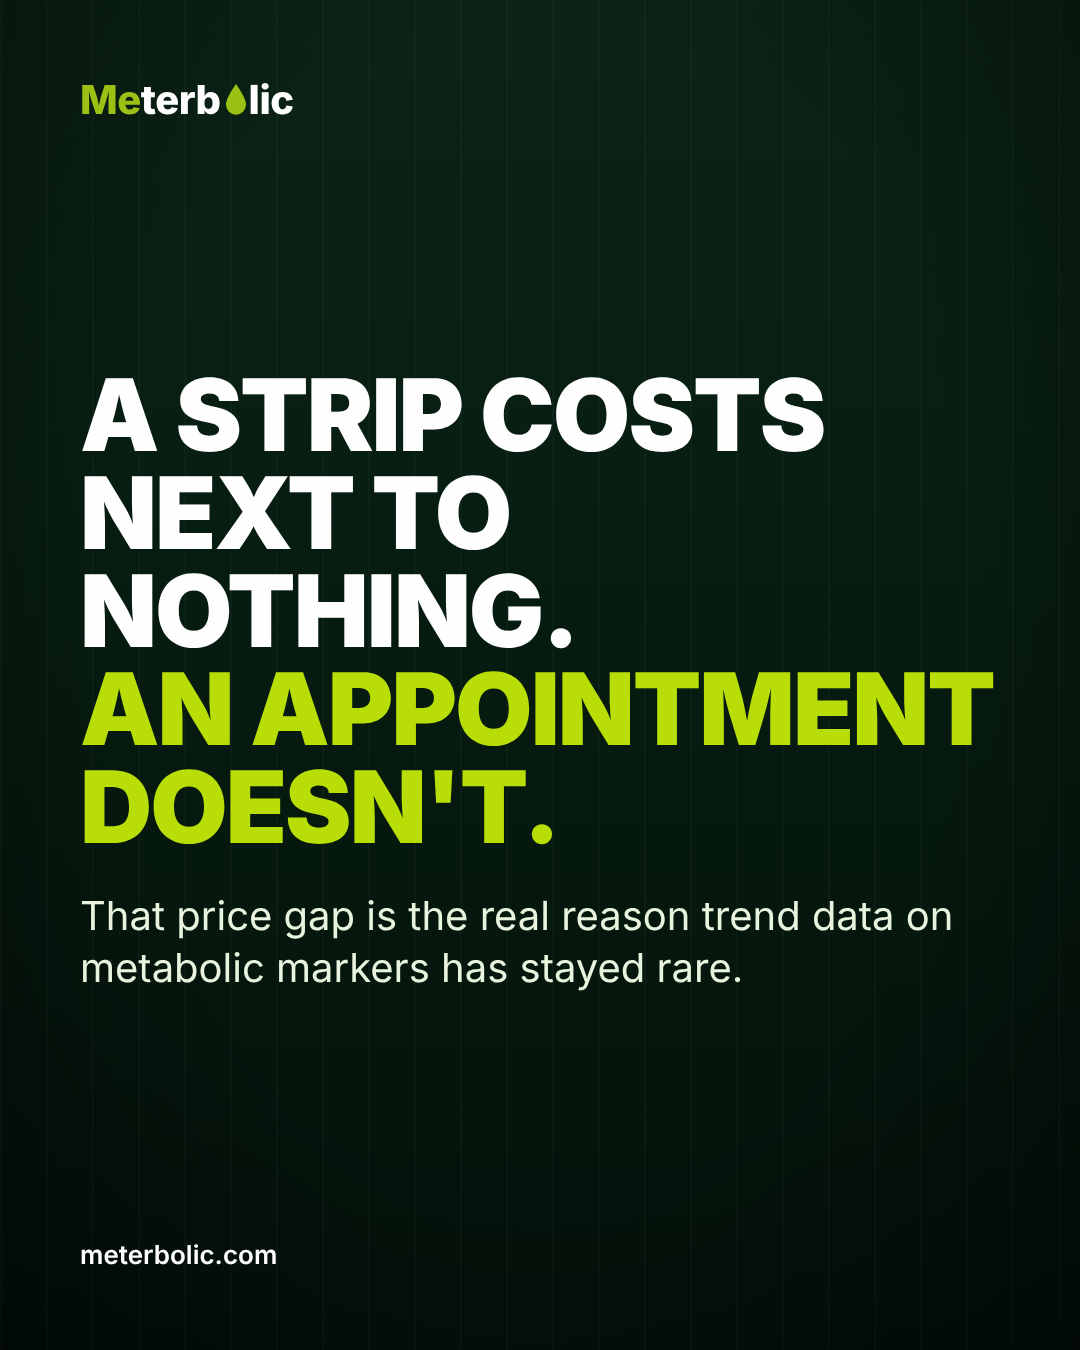 Meterbolic
A STRIP COSTS
NEXT TO
NOTHING.
AN APPOINTMENT
DOESN'T.
That price gap is the real reason trend data on
metabolic markers has stayed rare.
meterbolic.com